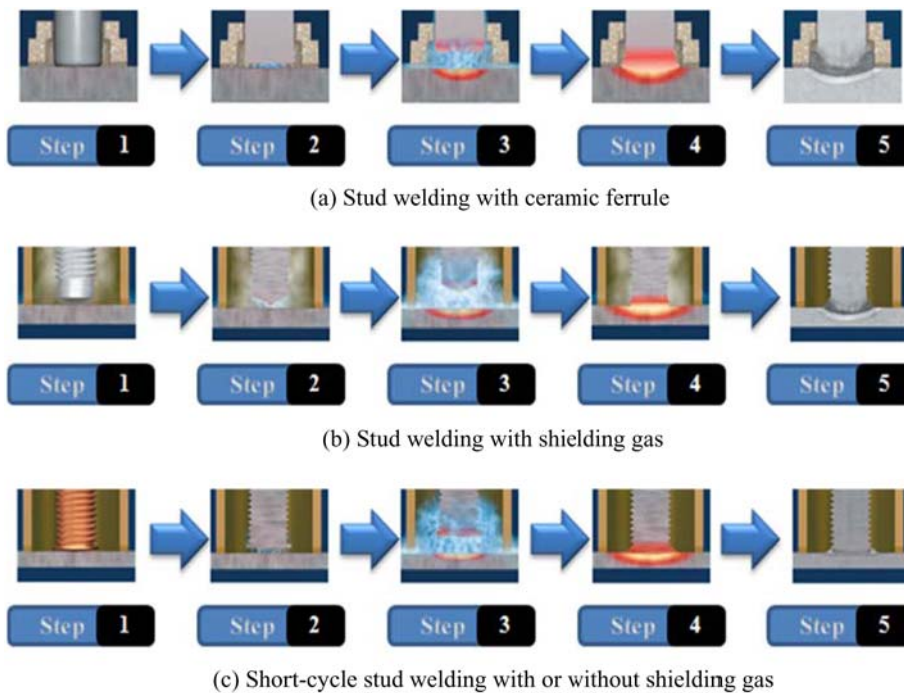 Step 1 Step 2 Step 3 Step 4 Step 5
(a) Stud welding with ceramic ferrule
Step 1 Step 2 Step 3 Step 4 Step 5
(b) Stud welding with shielding gas
Step 1 Step 2 Step 3 Step 4 Step 5
(c) Short-cycle stud welding with or without shielding gas